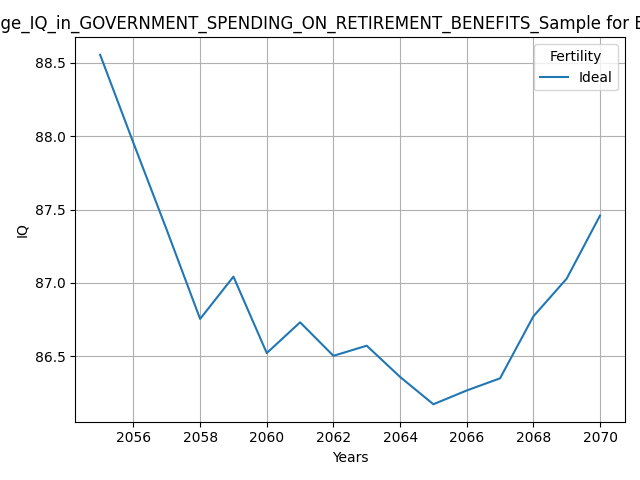 ge_IQ_in_GOVERNMENT_SPENDING_ON_RETIREMENT_BENEFITS_Sample for
Fertility
Ideal
88.5
88.0
87.5
87.0
86.5
IQ
2056 2058 2060 2062 2064 2066 2068 2070
Years